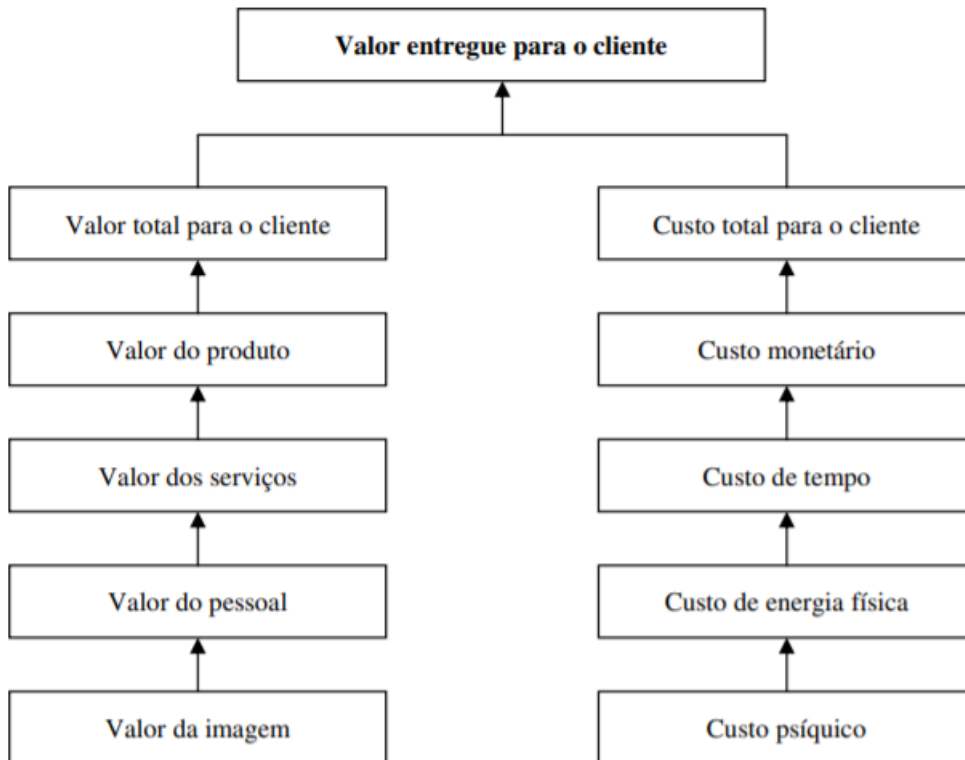 Valor entregue para o cliente
Valor total para o cliente
Custo total para o cliente
Valor do produto
Custo monetário
Valor dos serviços
Custo de tempo
Valor do pessoal
Custo de energia física
Valor da imagem
Custo psíquico